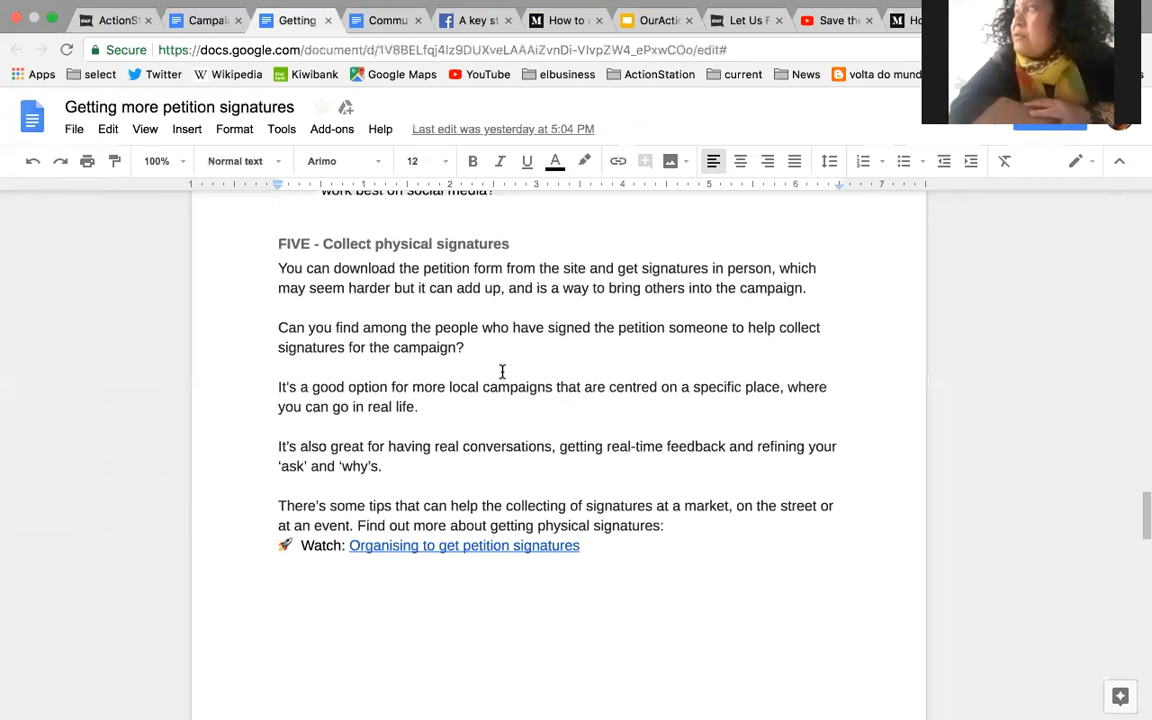 ActionSt
Campai
Getting
Commu
A key st
How to
OurActi
Let Us F
Save the
Ho
Secure https://docs.google.com/document/d/1V8BELfqj4lz9DUXveLAAAiZvnDi-VIvpZW4_ePxwCOo/edit#
Apps select Twitter Wikipedia Kiwibank Google Maps YouTube elbusiness ActionStation current News volta do mund
Getting more petition signatures
File Edit View Insert Format Tools Add-ons Help Last edit was yesterday at 5:04 PM
100% Normal text Arimo 12 B I U A
1 1 2 3 4 5 6 7
work best on social media?
FIVE - Collect physical signatures
You can download the petition form from the site and get signatures in person, which
may seem harder but it can add up, and is a way to bring others into the campaign.
Can you find among the people who have signed the petition someone to help collect
signatures for the campaign?
It's a good option for more local campaigns that are centred on a specific place, where
you can go in real life.
It's also great for having real conversations, getting real-time feedback and refining your
'ask' and 'why's.
There's some tips that can help the collecting of signatures at a market, on the street or
at an event. Find out more about getting physical signatures:
🚀 Watch: Organising to get petition signatures